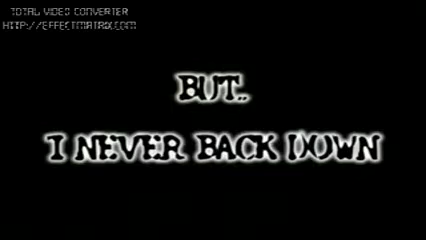 TOTAL VIDEO CONVERTER
HTTP://EFFECTMATRIX.COM
BUT..
I NEVER BACK DOWN